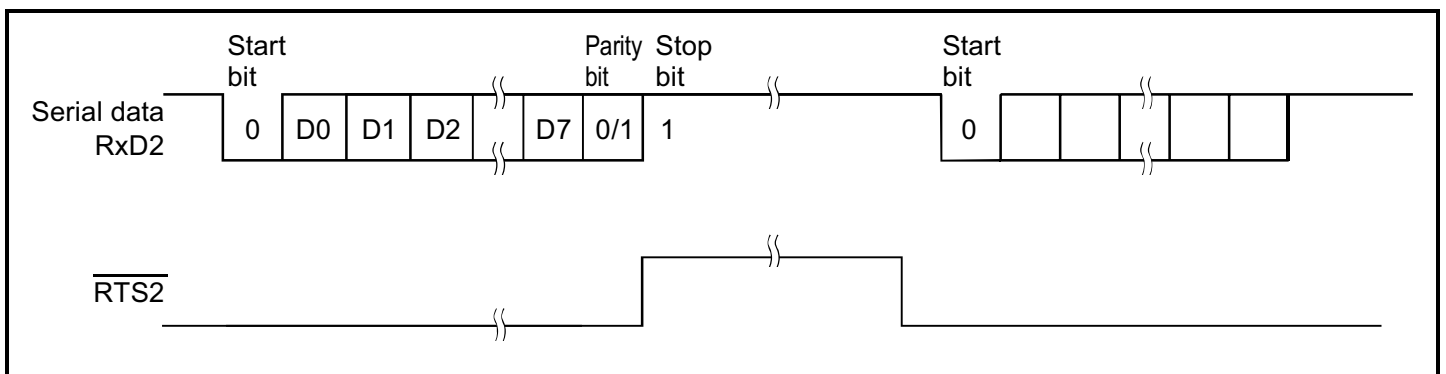 Start bit
Parity bit
Stop bit
Start bit
Serial data RxD2
0 D0 D1 D2 D7 0/1 1 0
RTS2